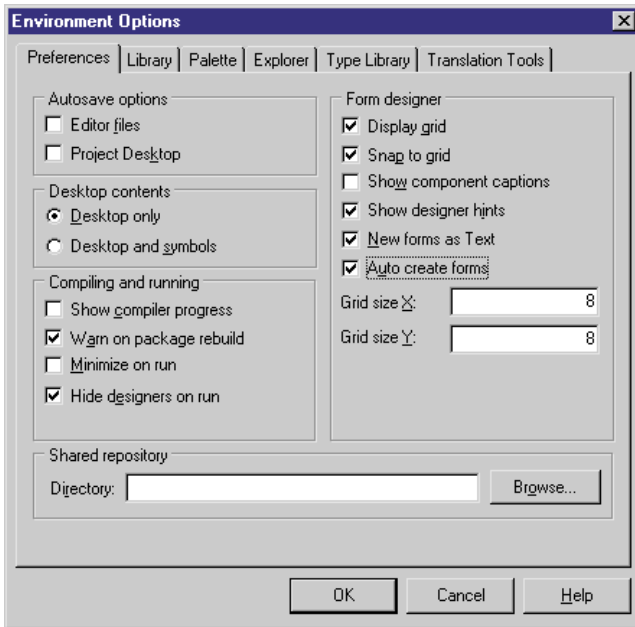 Environment Options
Preferences Library Palette Explorer Type Library Translation Tools
Autosave options
Editor files
Project Desktop
Desktop contents
Desktop only
Desktop and symbols
Compiling and running
Show compiler progress
Warn on package rebuild
Minimize on run
Hide designers on run
Form designer
Display grid
Snap to grid
Show component captions
Show designer hints
New forms as Text
Auto create forms
Grid size X: 8
Grid size Y: 8
Shared repository
Directory: Browse...
OK Cancel Help